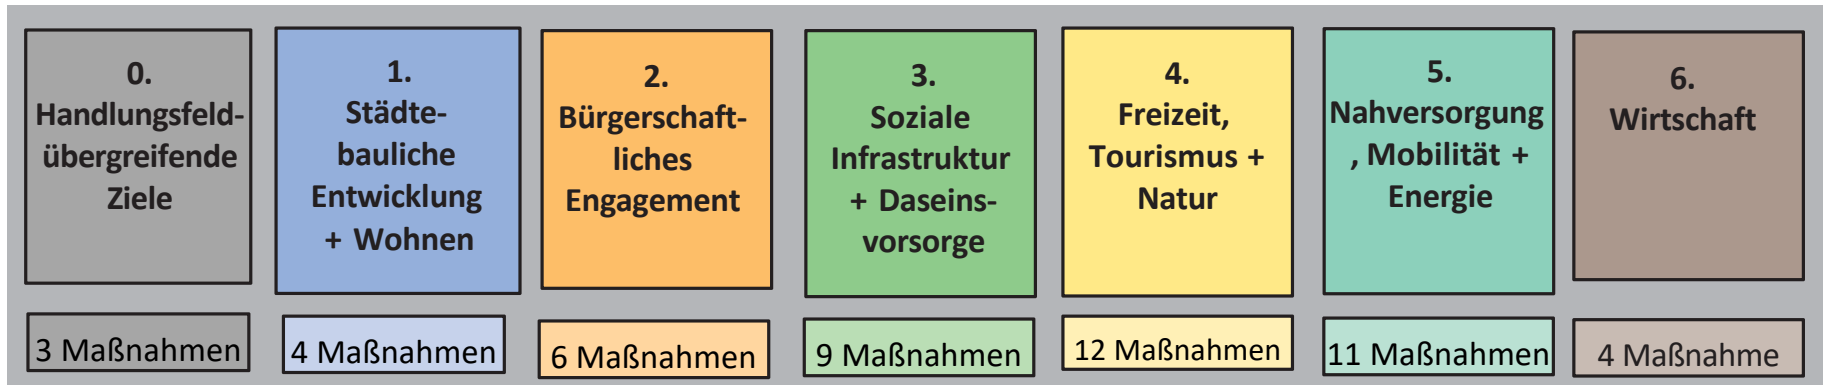 0.
Handlungsfeld-
übergreifende
Ziele
1.
Städte-
bauliche
Entwicklung
+ Wohnen
2.
Bürgerschaft-
liches
Engagement
3.
Soziale
Infrastruktur
+ Daseins-
vorsorge
4.
Freizeit,
Tourismus +
Natur
5.
Nahversorgung
, Mobilität +
Energie
6.
Wirtschaft
3 Maßnahmen
4 Maßnahmen
6 Maßnahmen
9 Maßnahmen
12 Maßnahmen
11 Maßnahmen
4 Maßnahme